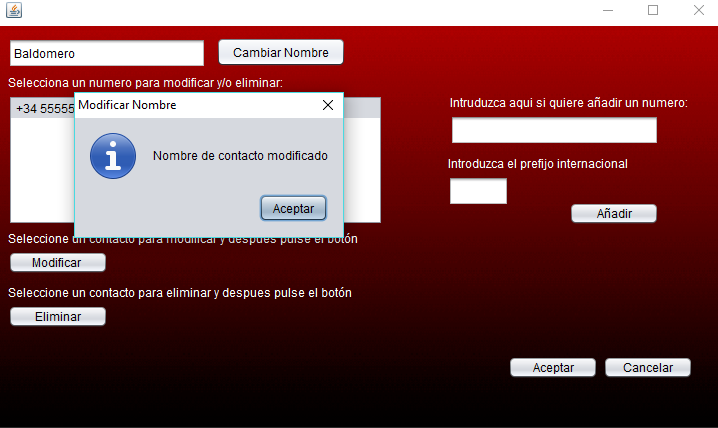 Baldomero
Cambiar Nombre
Selecciona un numero para modificar y/o eliminar:
+34 55555
Modificar Nombre
Nombre de contacto modificado
Aceptar
Intruduzca aqui si quiere añadir un numero:
Introduzca el prefijo internacional
Añadir
Seleccione un contacto para modificar y despues pulse el botón
Modificar
Seleccione un contacto para eliminar y despues pulse el botón
Eliminar
Aceptar
Cancelar